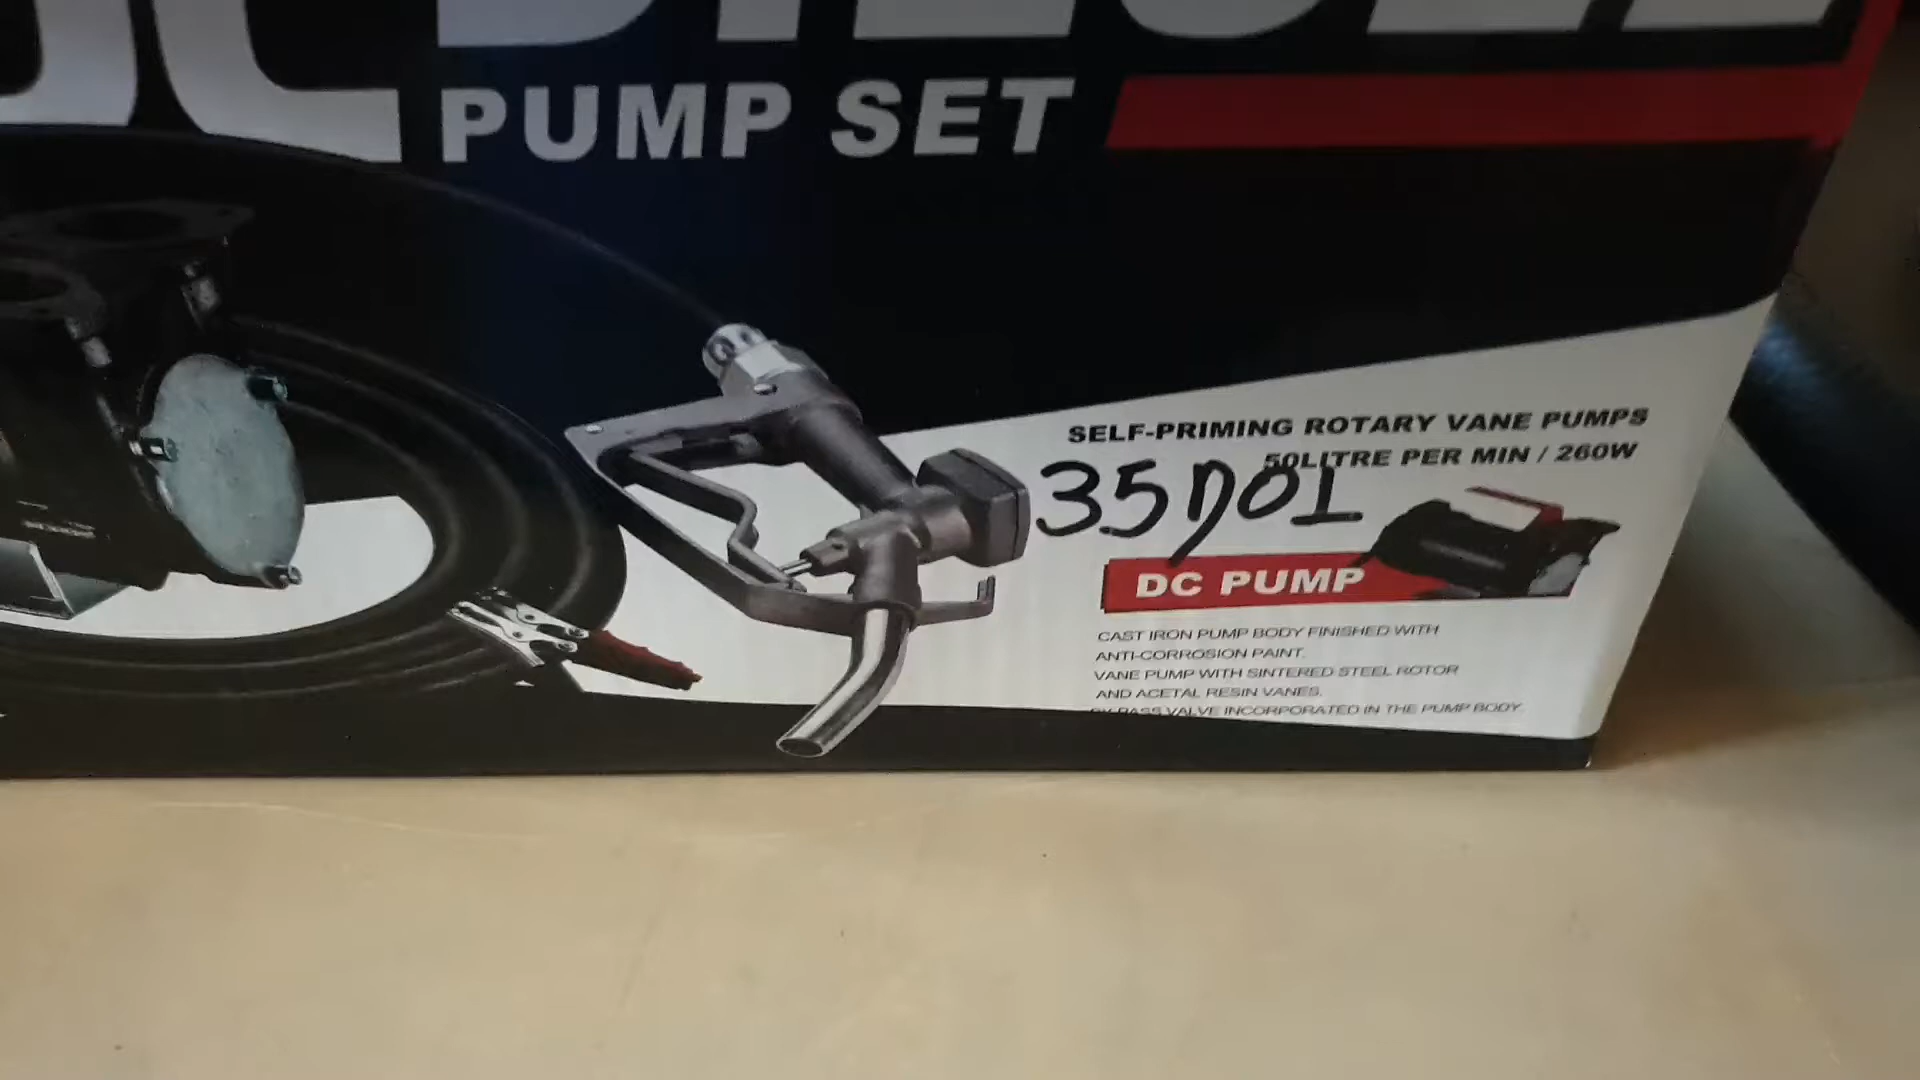 PUMP SET
SELF-PRIMING ROTARY VANE PUMPS
50LITRE PER MIN / 260W
DC PUMP
CAST IRON PUMP BODY FINISHED WITH
ANTI-CORROSION PAINT.
VANE PUMP WITH SINTERED STEEL ROTOR
AND ACETAL RESIN VANES.
BY-PASS VALVE INCORPORATED IN THE PUMP BODY.